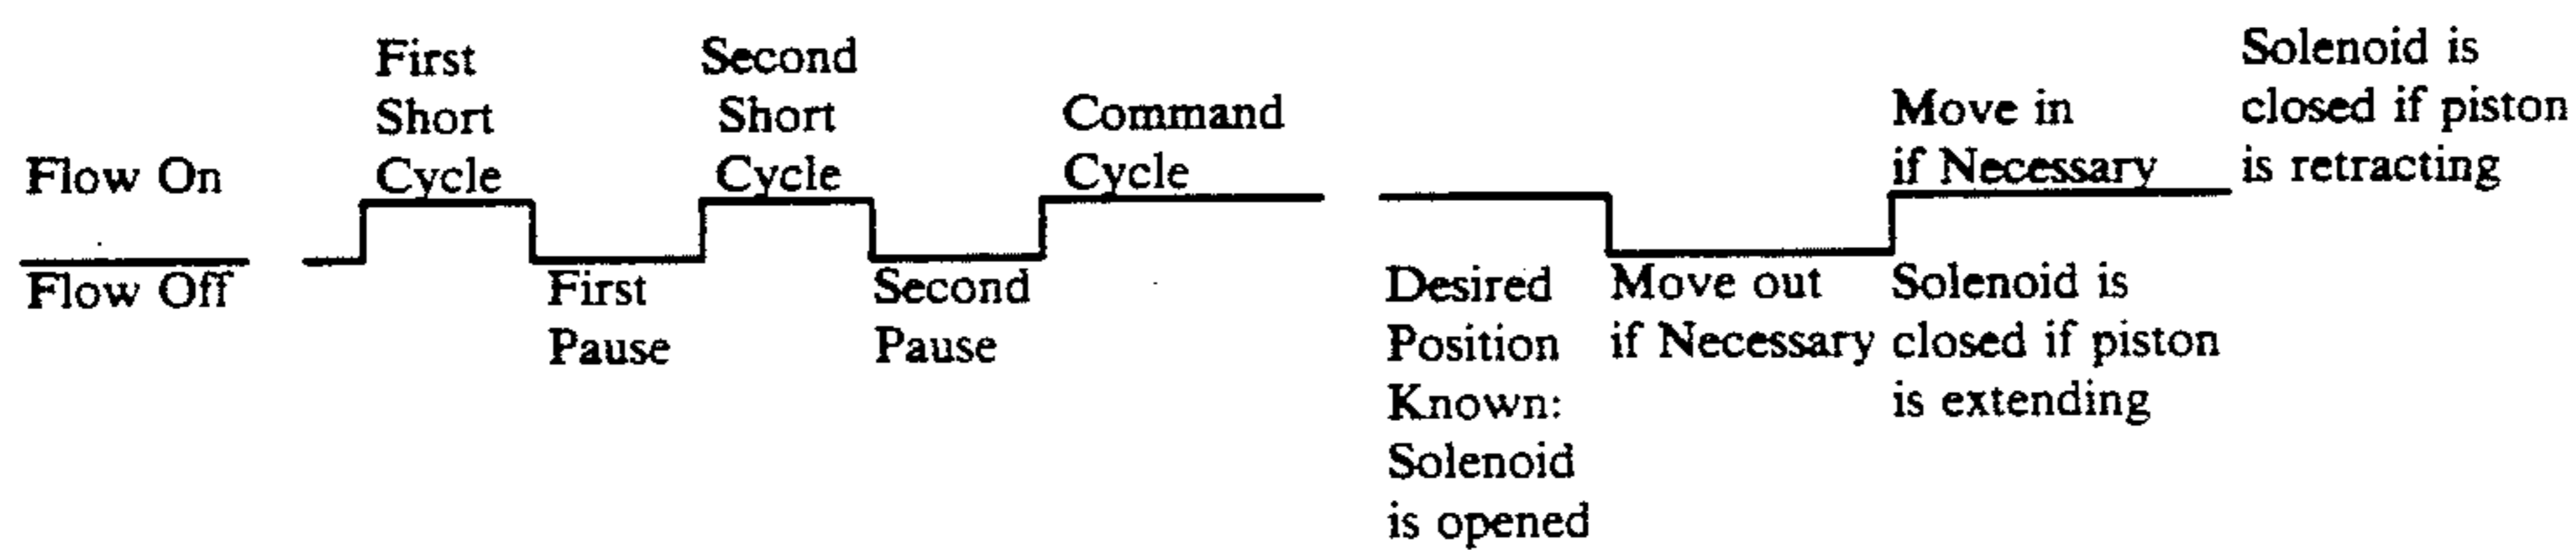 Flow On
Flow Off
First
Short
Cycle
First
Pause
Second
Short
Cycle
Second
Pause
Command
Cycle
Desired
Position
Known:
Solenoid
is opened
Move out
if Necessary
Move in
if Necessary
Solenoid is
closed if piston
is extending
Solenoid is
closed if piston
is retracting